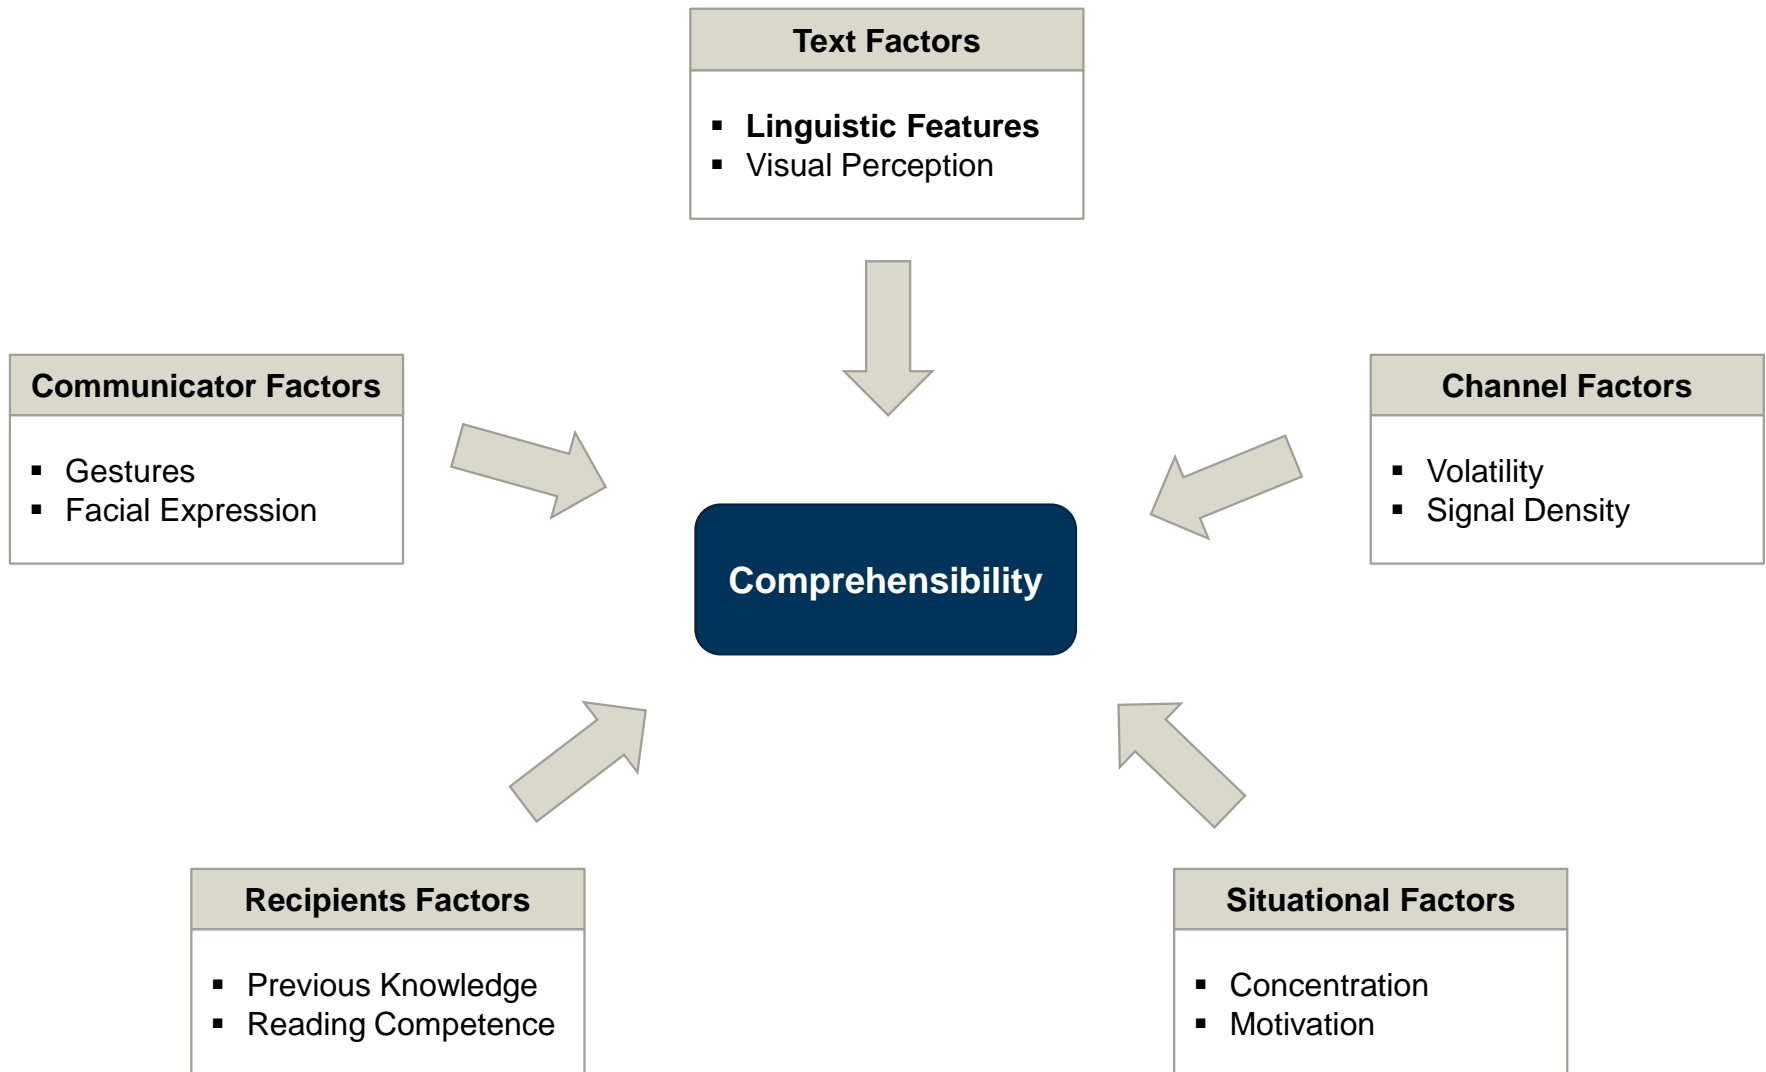 Text Factors
▪ Linguistic Features
▪ Visual Perception
Communicator Factors
▪ Gestures
▪ Facial Expression
Channel Factors
▪ Volatility
▪ Signal Density
Comprehensibility
Recipients Factors
▪ Previous Knowledge
▪ Reading Competence
Situational Factors
▪ Concentration
▪ Motivation